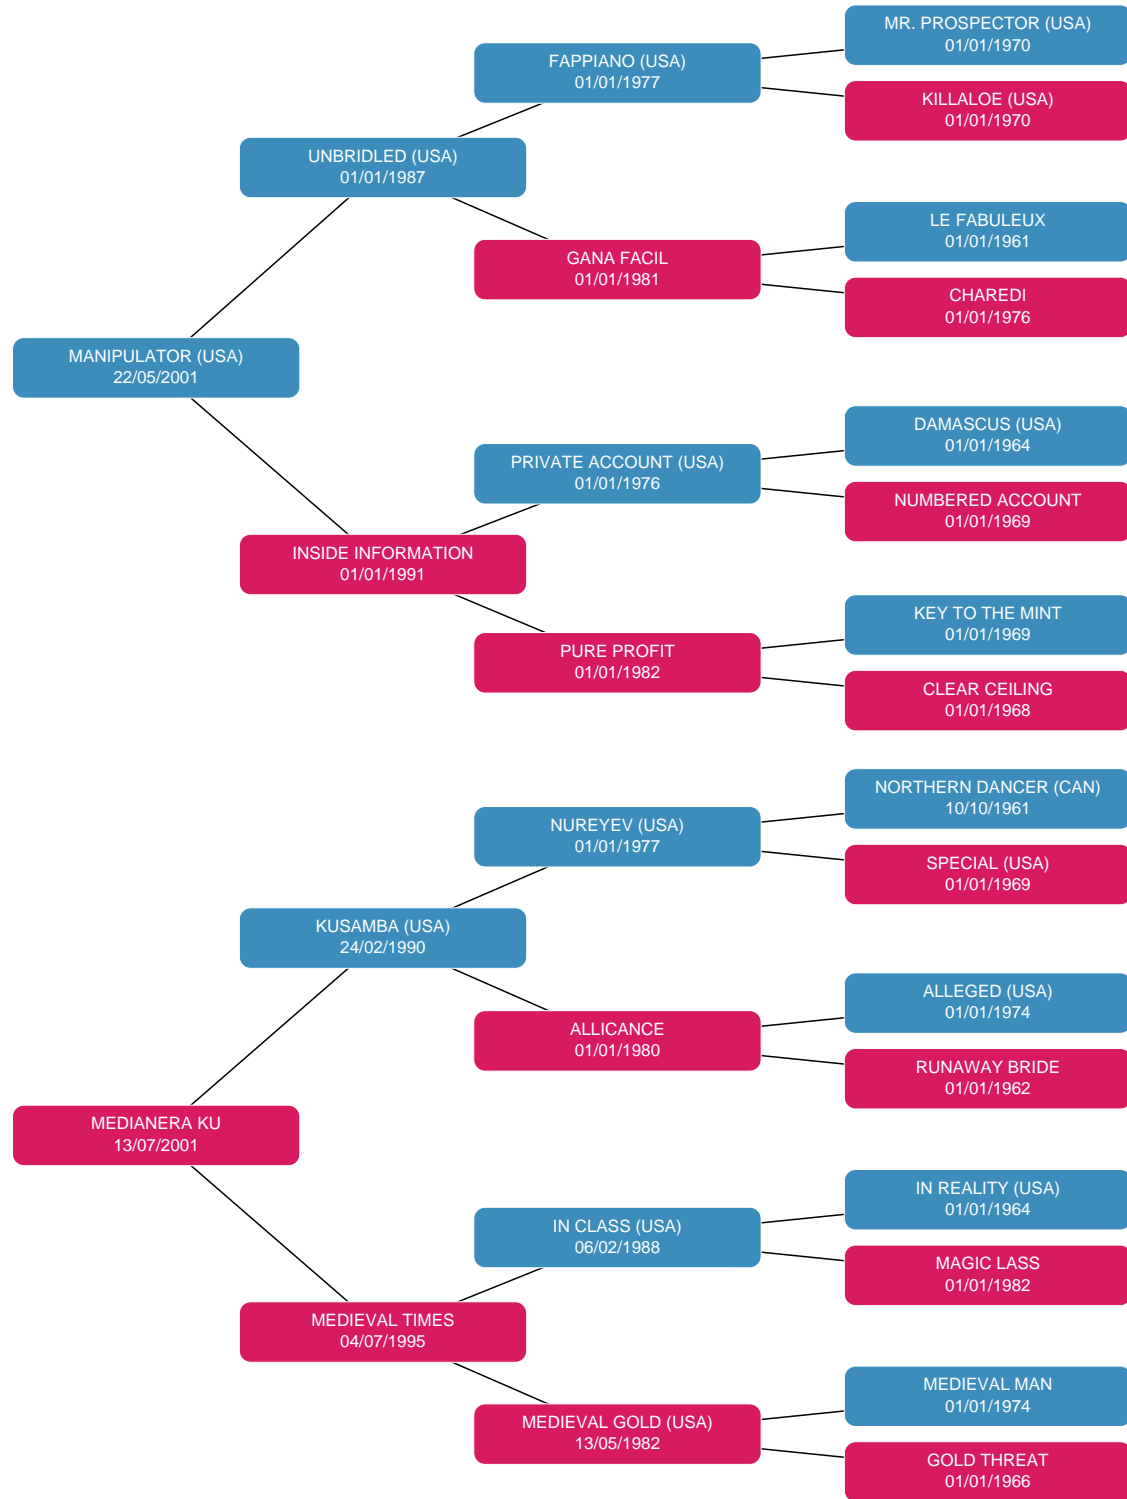 MR. PROSPECTOR (USA)
01/01/1970
FAPPIANO (USA)
01/01/1977
KILLALOE (USA)
01/01/1970
UNBRIDLED (USA)
01/01/1987
LE FABULEUX
01/01/1961
GANA FACIL
01/01/1981
CHAREDI
01/01/1976
MANIPULATOR (USA)
22/05/2001
DAMASCUS (USA)
01/01/1964
PRIVATE ACCOUNT (USA)
01/01/1976
NUMBERED ACCOUNT
01/01/1969
INSIDE INFORMATION
01/01/1991
KEY TO THE MINT
01/01/1969
PURE PROFIT
01/01/1982
CLEAR CEILING
01/01/1968
NORTHERN DANCER (CAN)
10/10/1961
NUREYEV (USA)
01/01/1977
SPECIAL (USA)
01/01/1969
KUSAMBA (USA)
24/02/1990
ALLEGED (USA)
01/01/1974
ALLICANCE
01/01/1980
RUNAWAY BRIDE
01/01/1962
MEDIANERA KU
13/07/2001
IN REALITY (USA)
01/01/1964
IN CLASS (USA)
06/02/1988
MAGIC LASS
01/01/1982
MEDIEVAL TIMES
04/07/1995
MEDIEVAL MAN
01/01/1974
MEDIEVAL GOLD (USA)
13/05/1982
GOLD THREAT
01/01/1966